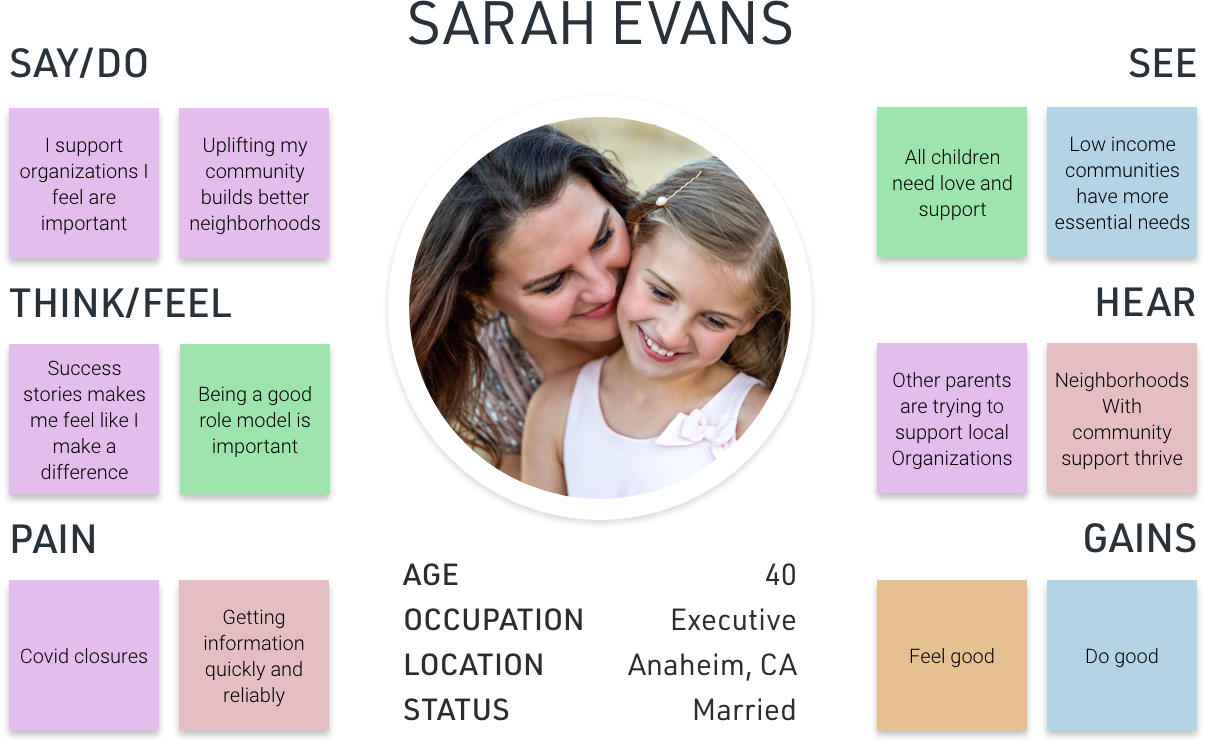 SARAH EVANS
SAY/DO
I support
organizations I
feel are
important
Uplifting my
community
builds better
neighborhoods
THINK/FEEL
Success
stories makes
me feel like I
make a
difference
Being a good
role model is
important
PAIN
Covid closures
Getting
information
quickly and
reliably
AGE 40
OCCUPATION Executive
LOCATION Anaheim, CA
STATUS Married
SEE
All children
need love and
support
Low income
communities
have more
essential needs
HEAR
Other parents
are trying to
support local
Organizations
Neighborhoods
With
community
support thrive
GAINS
Feel good
Do good